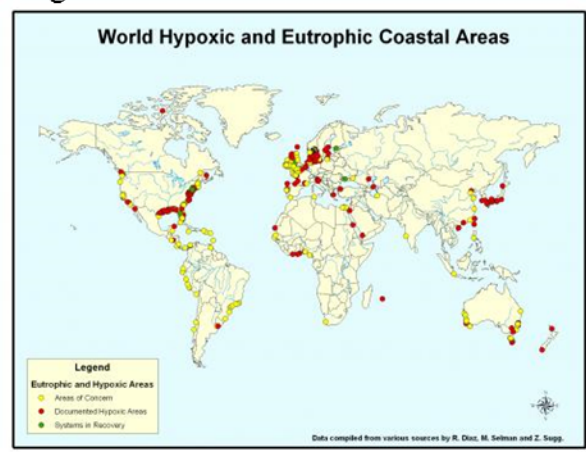 World Hypoxic and Eutrophic Coastal Areas
Legend
Eutrophic and Hypoxic Areas
Areas of Concern
Documented Hypoxic Areas
Systems in Recovery
Data compiled from various sources by R. Diaz, M. Selman and Z. Sugg.